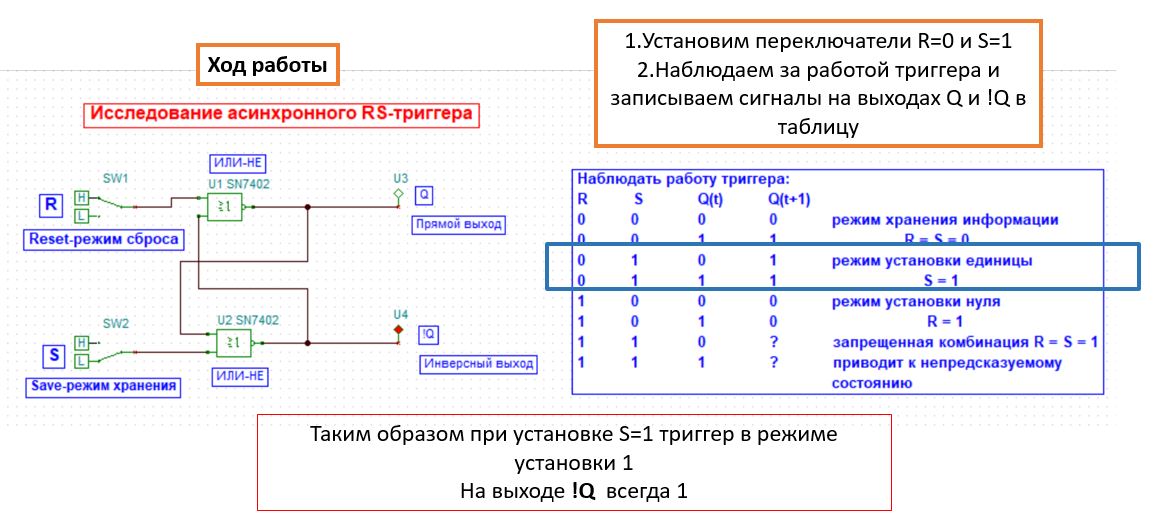 Ход работы
1.Установим переключатели R=0 и S=1
2.Наблюдаем за работой триггера и
записываем сигналы на выходах Q и !Q в
таблицу
Исследование асинхронного RS-триггера
ИЛИ-НЕ
SW1
U1 SN7402
U3
R
H
L
≥1
Q
Reset-режим сброса
Прямой выход
SW2
U2 SN7402
U4
S
H
L
≥1
!Q
Save-режим хранения
ИЛИ-НЕ
Инверсный выход
Наблюдать работу триггера:
R S Q(t) Q(t+1)
0 0 0 0 режим хранения информации
0 0 1 1 R = S = 0
0 1 0 1 режим установки единицы
0 1 1 1 S = 1
1 0 0 0 режим установки нуля
1 0 1 0 R = 1
1 1 0 ? запрещенная комбинация R = S = 1
1 1 1 ? приводит к непредсказуемому
состоянию
Таким образом при установке S=1 триггер в режиме
установки 1
На выходе !Q всегда 1